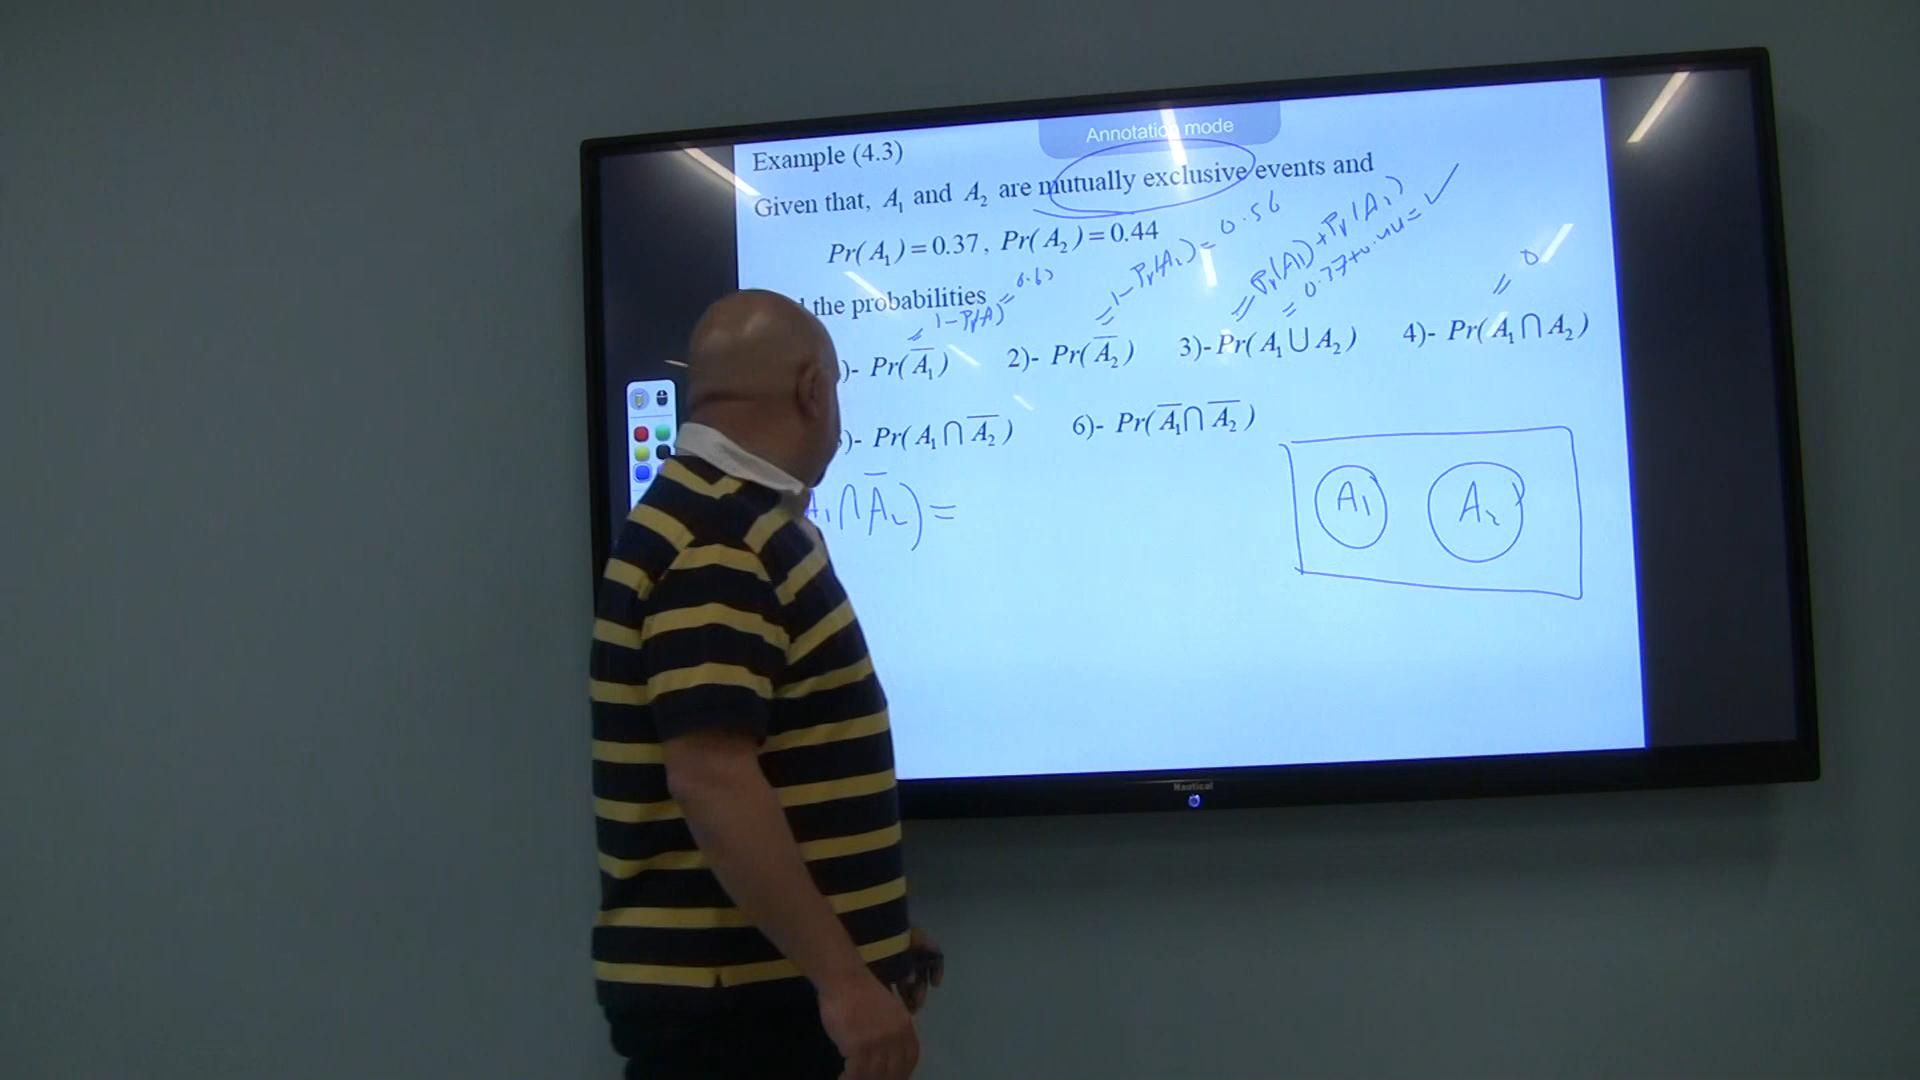 Annotation mode
Example (4.3)
Given that, A₁ and A₂ are mutually exclusive events and
Pr(A₁) = 0.37, Pr(A₂) = 0.44
the probabilities
= 1 - Pr(A₁) = 0.63
= 1 - Pr(A₂) = 0.56
= Pr(A₁) + Pr(A₂)
= 0.37 + 0.44 = ✓
= 0
)- Pr(A̅₁) 2)- Pr(A̅₂) 3)- Pr(A₁ ∪ A₂) 4)- Pr(A₁ ∩ A₂)
)- Pr(A₁ ∩ A̅₂) 6)- Pr(A̅₁ ∩ A̅₂)
A₁ ∩ A̅₂) =
A₁ A₂
Nautical